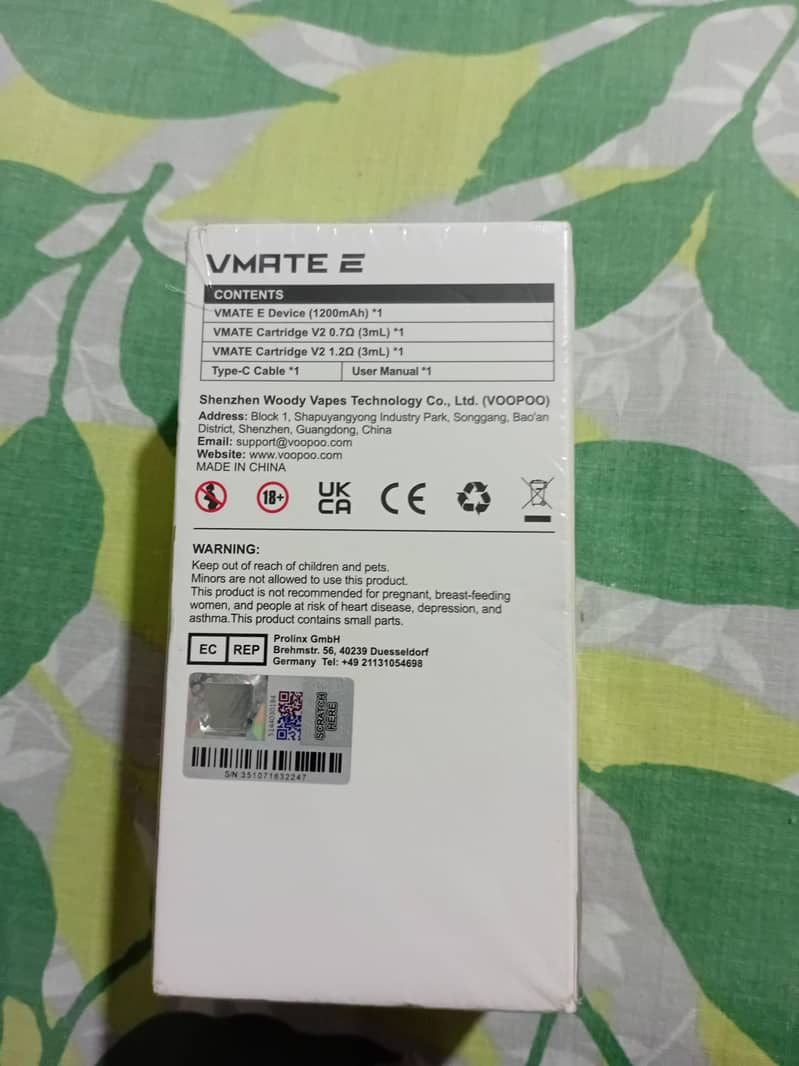 VMATE E
CONTENTS
VMATE E Device (1200mAh) *1
VMATE Cartridge V2 0.7Ω (3mL) *1
VMATE Cartridge V2 1.2Ω (3mL) *1
Type-C Cable *1 User Manual *1
Shenzhen Woody Vapes Technology Co., Ltd. (VOOPOO)
Address: Block 1, Shapuyangyong Industry Park, Songgang, Bao'an
District, Shenzhen, Guangdong, China
Email: support@voopoo.com
Website: www.voopoo.com
MADE IN CHINA
18+
UK
CA
CE
WARNING:
Keep out of reach of children and pets.
Minors are not allowed to use this product.
This product is not recommended for pregnant, breast-feeding
women, and people at risk of heart disease, depression, and
asthma.This product contains small parts.
EC REP
Prolinx GmbH
Brehmstr. 56, 40239 Duesseldorf
Germany Tel: +49 21131054698
SCRATCH
HERE
S/N 351071632247